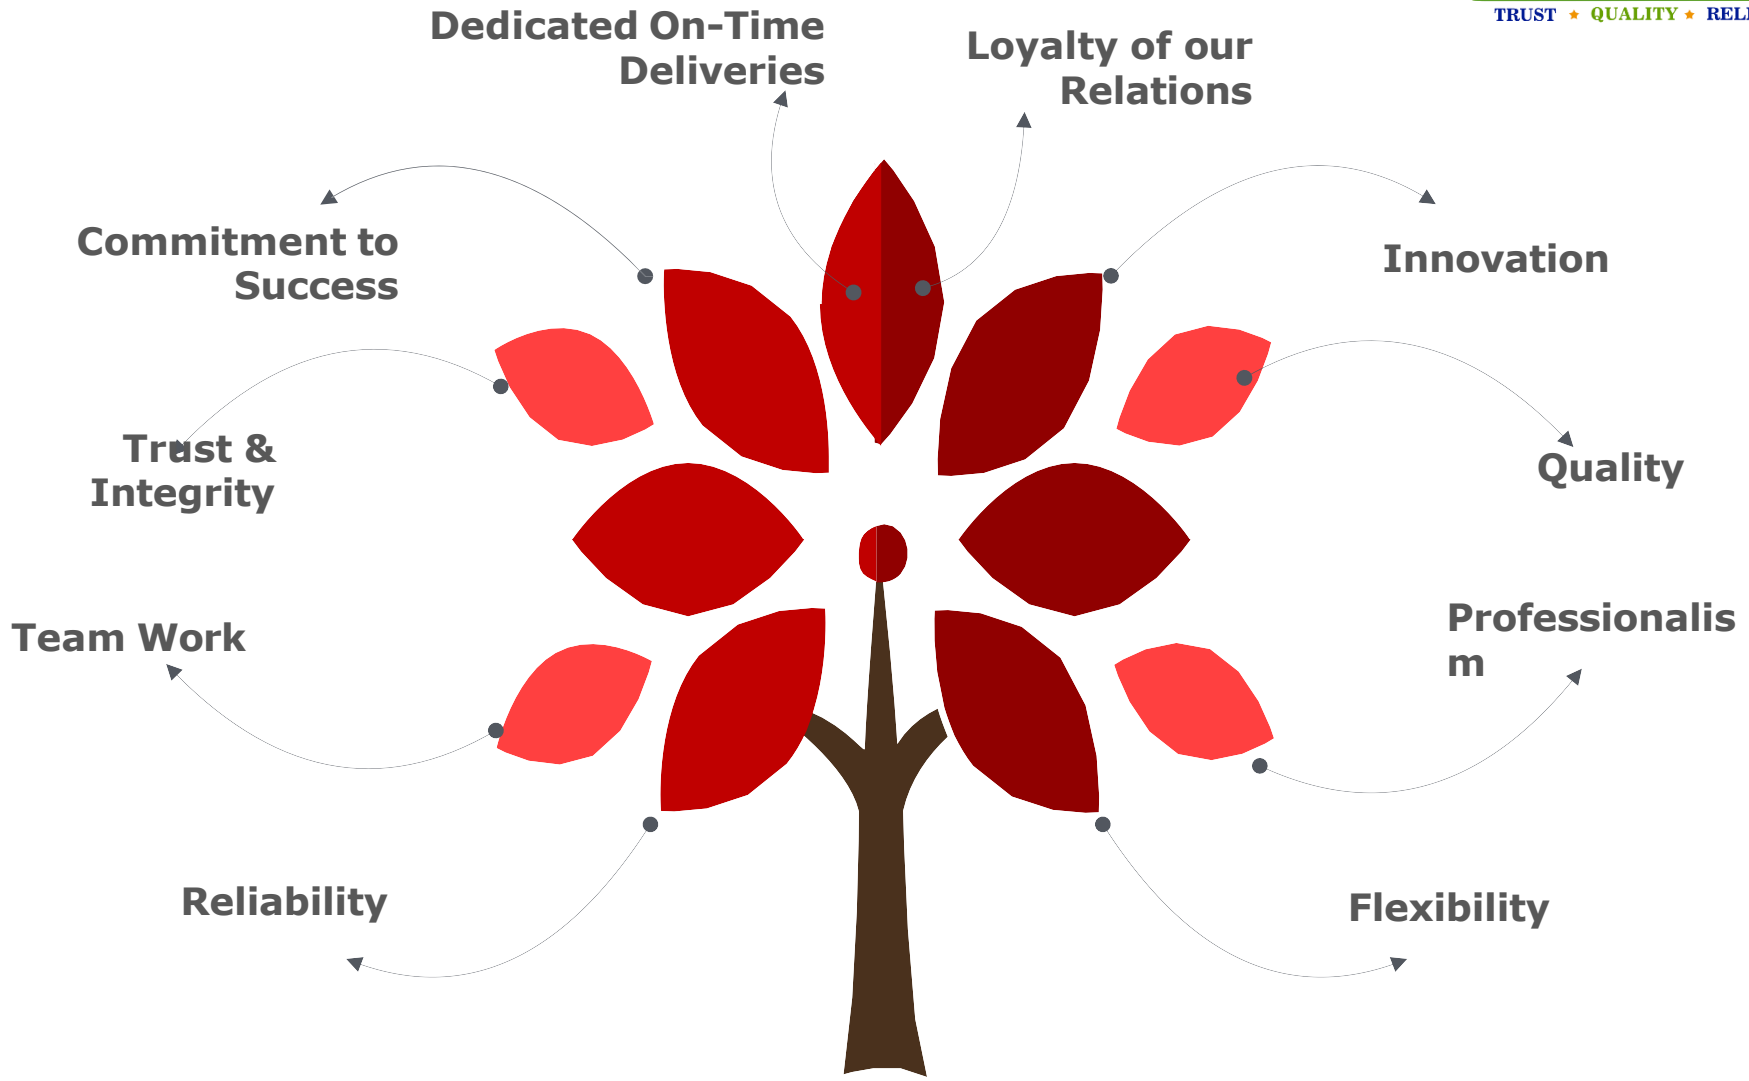 TRUST ★ QUALITY ★
Dedicated On-Time
Deliveries
Loyalty of our
Relations
Commitment to
Success
Innovation
Trust &
Integrity
Quality
Team Work
Professionalis
m
Reliability
Flexibility